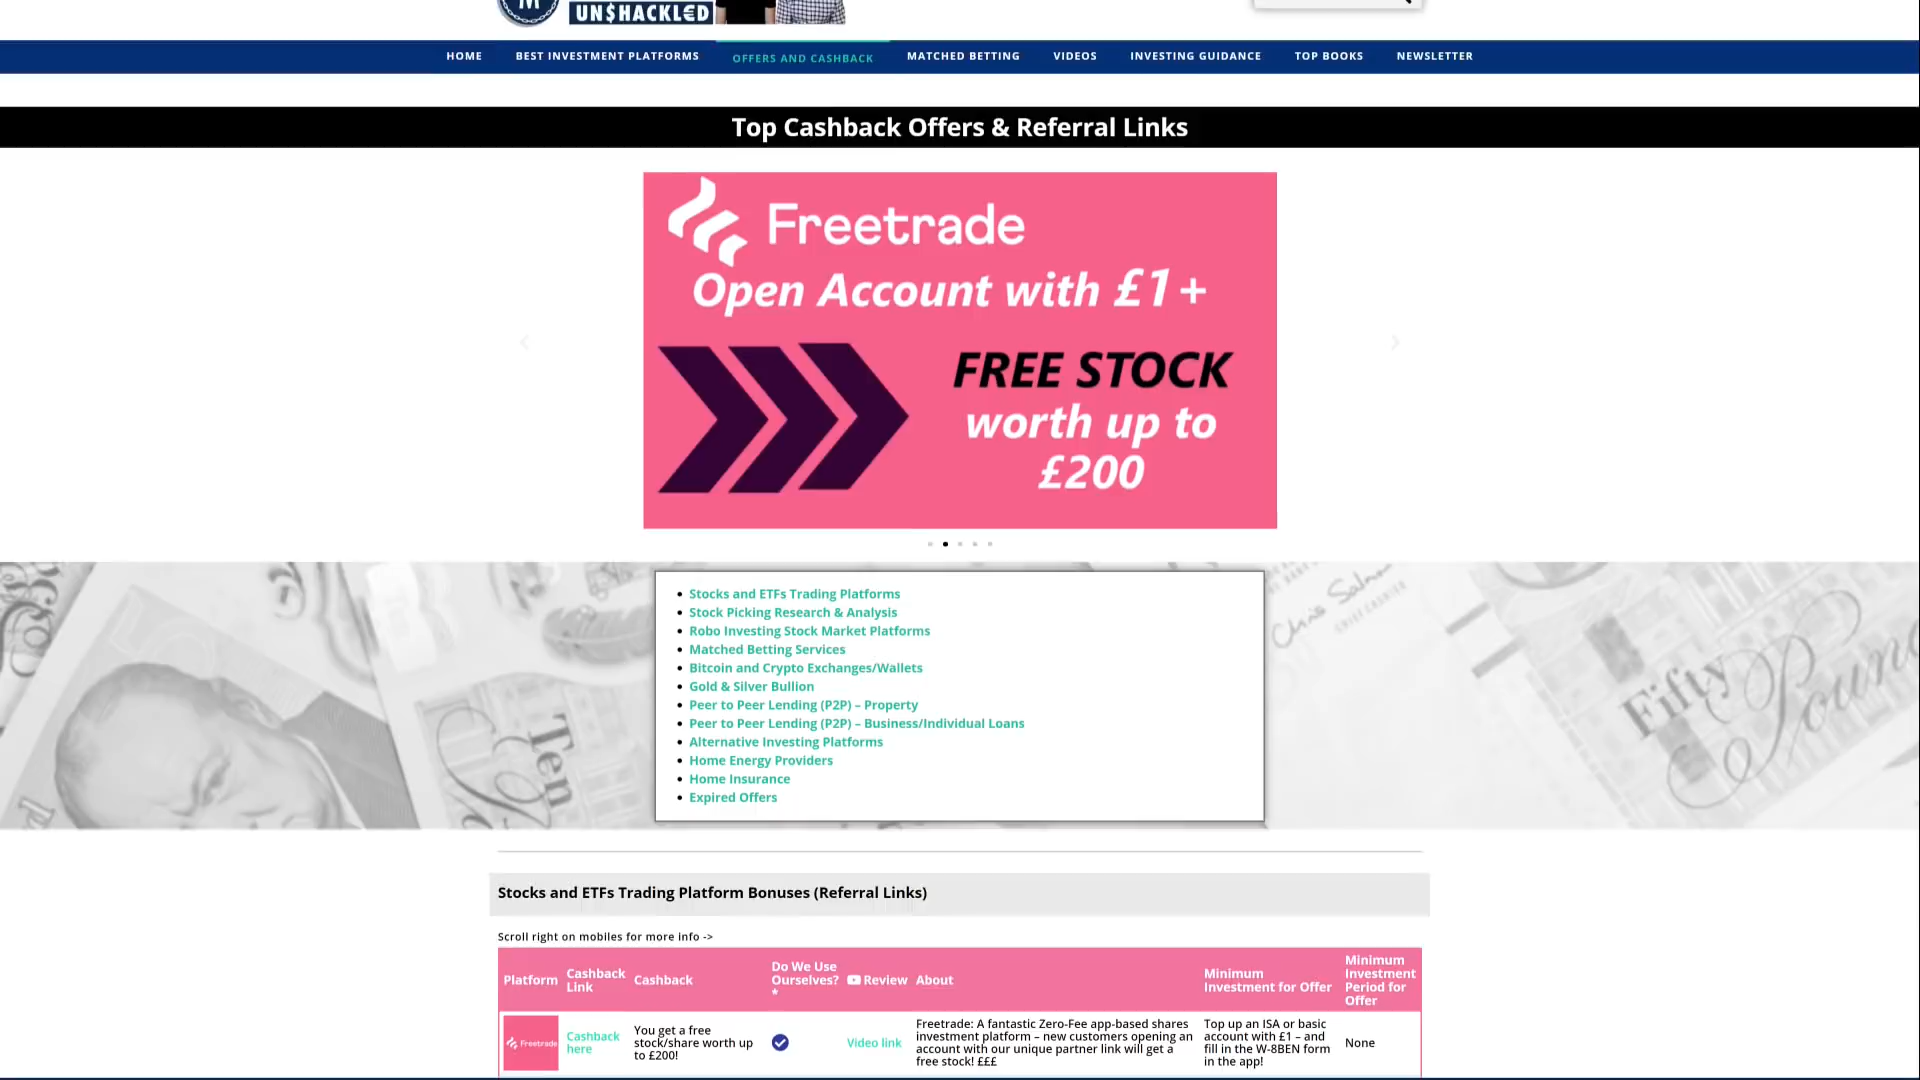 UN$HACKL€D
HOME BEST INVESTMENT PLATFORMS OFFERS AND CASHBACK MATCHED BETTING VIDEOS INVESTING GUIDANCE TOP BOOKS NEWSLETTER
Top Cashback Offers & Referral Links
Freetrade
Open Account with £1+
FREE STOCK
worth up to
£200
Stocks and ETFs Trading Platforms
Stock Picking Research & Analysis
Robo Investing Stock Market Platforms
Matched Betting Services
Bitcoin and Crypto Exchanges/Wallets
Gold & Silver Bullion
Peer to Peer Lending (P2P) – Property
Peer to Peer Lending (P2P) – Business/Individual Loans
Alternative Investing Platforms
Home Energy Providers
Home Insurance
Expired Offers
Ten
Fifty
Pound
Stocks and ETFs Trading Platform Bonuses (Referral Links)
Scroll right on mobiles for more info ->
Platform
Cashback
Link
Cashback
Do We Use
Ourselves?
*
Review
About
Minimum
Investment for Offer
Minimum
Investment
Period for
Offer
Freetrade
Cashback
here
You get a free
stock/share worth up
to £200!
Video link
Freetrade: A fantastic Zero-Fee app-based shares
investment platform – new customers opening an
account with our unique partner link will get a
free stock! £££
Top up an ISA or basic
account with £1 – and
fill in the W-8BEN form
in the app!
None